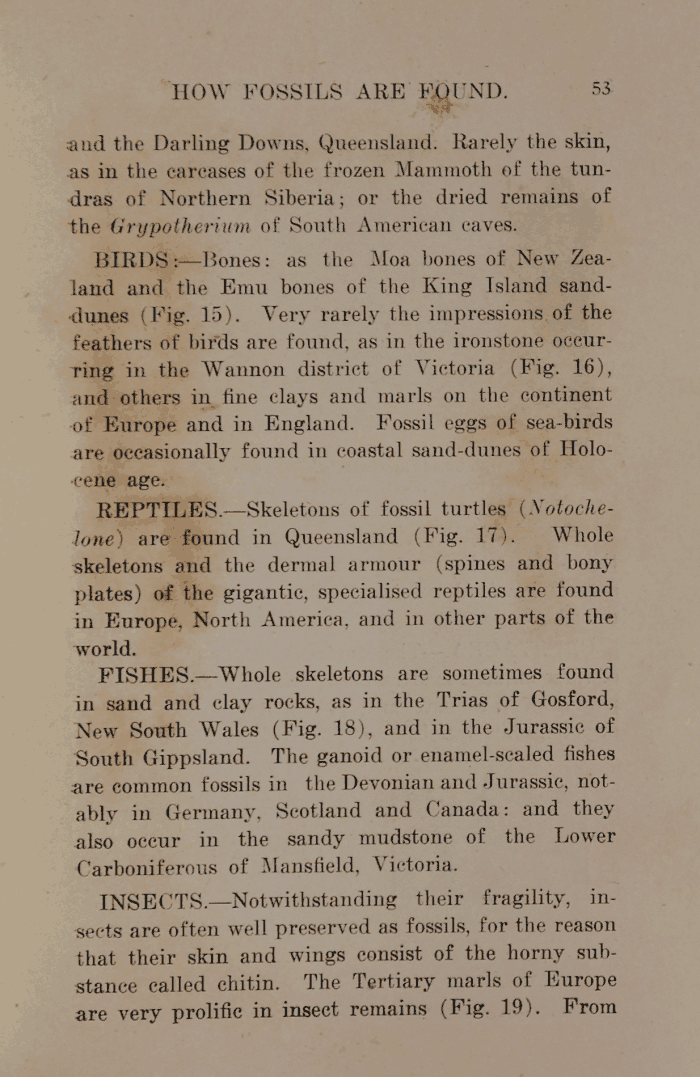 HOW FOSSILS ARE FOUND. 53
and the Darling Downs, Queensland. Rarely the skin,
as in the carcases of the frozen Mammoth of the tun-
dras of Northern Siberia; or the dried remains of
the Grypotherium of South American caves.
BIRDS:—Bones: as the Moa bones of New Zea-
land and the Emu bones of the King Island sand-
dunes (Fig. 15). Very rarely the impressions of the
feathers of birds are found, as in the ironstone occur-
ring in the Wannon district of Victoria (Fig. 16),
and others in fine clays and marls on the continent
of Europe and in England. Fossil eggs of sea-birds
are occasionally found in coastal sand-dunes of Holo-
cene age.
REPTILES.—Skeletons of fossil turtles (Notoche-
lone) are found in Queensland (Fig. 17). Whole
skeletons and the dermal armour (spines and bony
plates) of the gigantic, specialised reptiles are found
in Europe, North America, and in other parts of the
world.
FISHES.—Whole skeletons are sometimes found
in sand and clay rocks, as in the Trias of Gosford,
New South Wales (Fig. 18), and in the Jurassic of
South Gippsland. The ganoid or enamel-scaled fishes
are common fossils in the Devonian and Jurassic, not-
ably in Germany, Scotland and Canada: and they
also occur in the sandy mudstone of the Lower
Carboniferous of Mansfield, Victoria.
INSECTS.—Notwithstanding their fragility, in-
sects are often well preserved as fossils, for the reason
that their skin and wings consist of the horny sub-
stance called chitin. The Tertiary marls of Europe
are very prolific in insect remains (Fig. 19). From